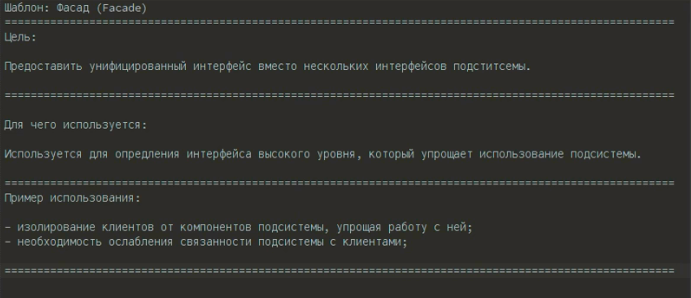 Шаблон: Фасад (Facade)
=======================================================================================================
Цель:
Предоставить унифицированный интерфейс вместо нескольких интерфейсов подститсемы.
=======================================================================================================
Для чего используется:
Используется для опредления интерфейса высокого уровня, который упрощает использование подсистемы.
=======================================================================================================
Пример использования:
- изолирование клиентов от компонентов подсистемы, упрощая работу с ней;
- необходимость ослабления связанности подсистемы с клиентами;
=======================================================================================================